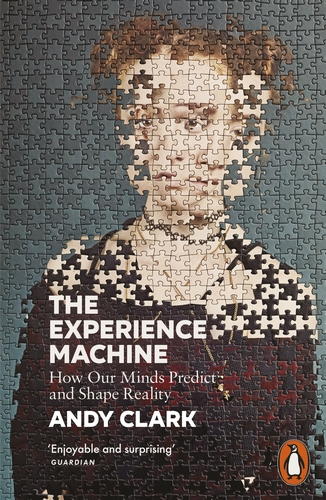 THE
EXPERIENCE
MACHINE
How Our Minds Predict
and Shape Reality
ANDY CLARK
‘Enjoyable and surprising’
GUARDIAN